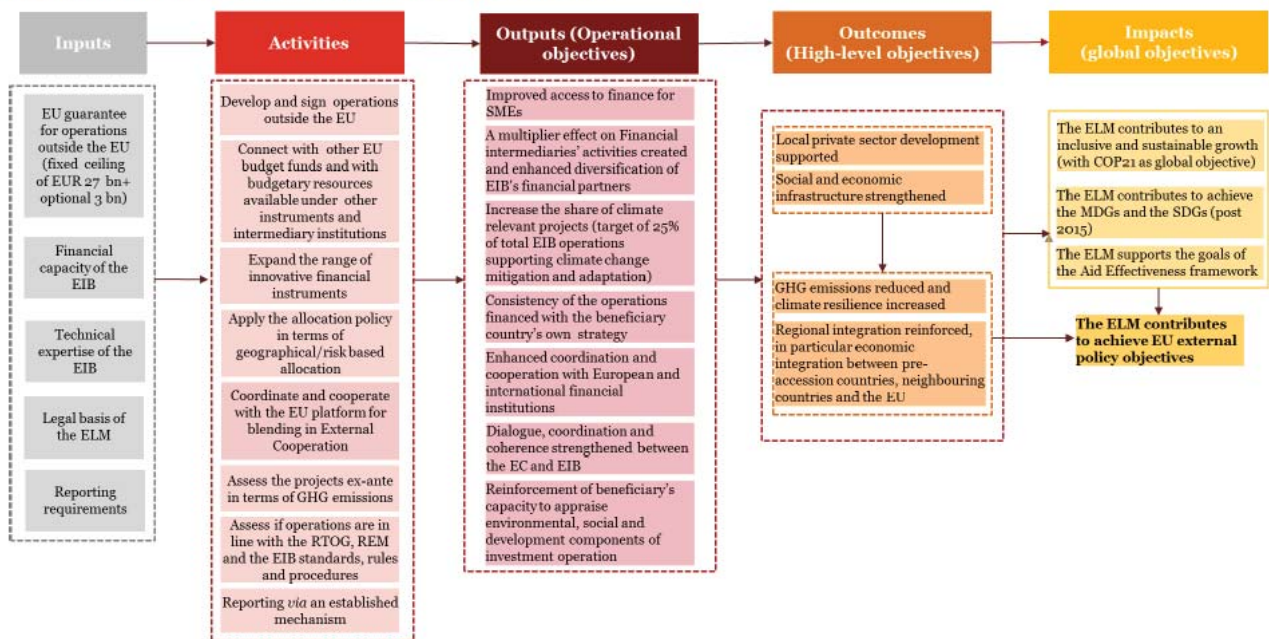 Inputs
Activities
Outputs (Operational
objectives)
Outcomes
(High-level objectives)
Impacts
(global objectives)
EU guarantee
for operations
outside the EU
(fixed ceiling
of EUR 27 bn+
optional 3 bn)
Financial
capacity of the
EIB
Technical
expertise of the
EIB
Legal basis of
the ELM
Reporting
requirements
Develop and sign operations
outside the EU
Connect with other EU
budget funds and with
budgetary resources
available under other
instruments and
intermediary institutions
Expand the range of
innovative financial
instruments
Apply the allocation policy in
terms of
geographical/risk based
allocation
Coordinate and cooperate
with the EU platform for
blending in External
Cooperation
Assess the projects ex-ante
in terms of GHG emissions
Assess if operations are in
line with the RTOG, REM
and the EIB standards, rules
and procedures
Reporting via an established
mechanism
Improved access to finance for
SMEs
A multiplier effect on Financial
intermediaries' activities created
and enhanced diversification of
EIB's financial partners
Increase the share of climate
relevant projects (target of 25%
of total EIB operations
supporting climate change
mitigation and adaptation)
Consistency of the operations
financed with the beneficiary
country's own strategy
Enhanced coordination and
cooperation with European and
international financial
institutions
Dialogue, coordination and
coherence strengthened between
the EC and EIB
Reinforcement of beneficiary's
capacity to appraise
environmental, social and
development components of
investment operation
Local private sector development
supported
Social and economic
infrastructure strengthened
GHG emissions reduced and
climate resilience increased
Regional integration reinforced,
in particular economic
integration between pre-
accession countries, neighbouring
countries and the EU
The ELM contributes to an
inclusive and sustainable growth
(with COP21 as global objective)
The ELM contributes to achieve
the MDGs and the SDGs (post
2015)
The ELM supports the goals of
the Aid Effectiveness framework
The ELM contributes
to achieve EU external
policy objectives